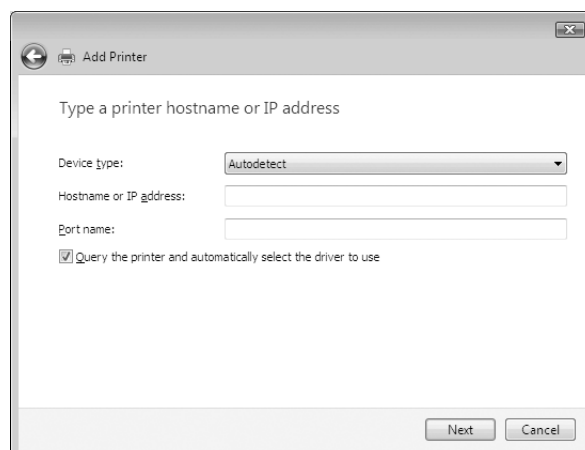 Add Printer
Type a printer hostname or IP address
Device type: Autodetect
Hostname or IP address:
Port name:
Query the printer and automatically select the driver to use
Next Cancel